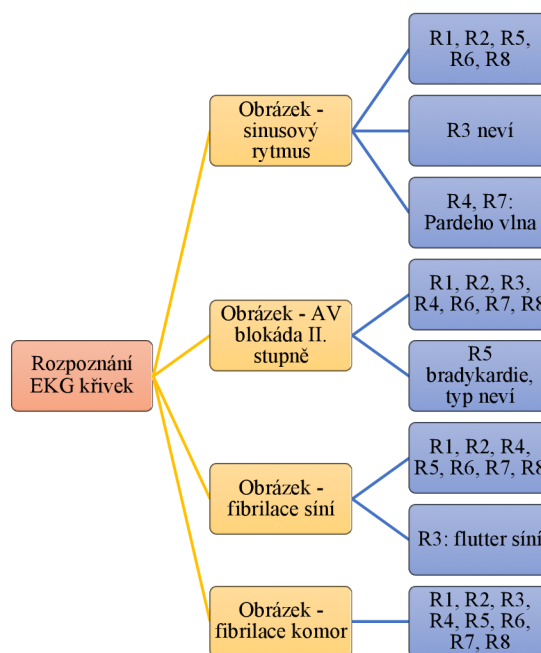 Rozpoznání
EKG křivek
Obrázek -
sinusový
rytmus
R1, R2, R5,
R6, R8
R3 neví
R4, R7:
Pardeho vlna
Obrázek - AV
blokáda II.
stupně
R1, R2, R3,
R4, R6, R7, R8
R5
bradykardie,
typ neví
Obrázek -
fibrilace síní
R1, R2, R4,
R5, R6, R7, R8
R3: flutter síní
Obrázek -
fibrilace komor
R1, R2, R3,
R4, R5, R6
R7, R8